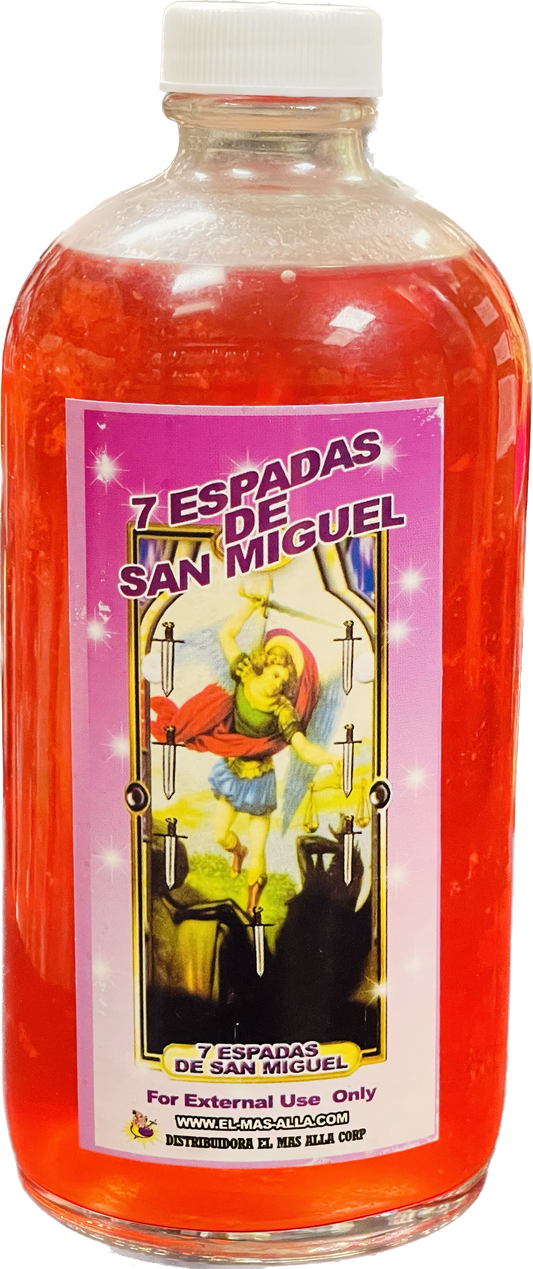 7 ESPADAS
DE
SAN MIGUEL
7 ESPADAS
DE SAN MIGUEL
For External Use Only
WWW.EL-MAS-ALLA.COM
DISTRIBUIDORA EL MAS ALLA CORP